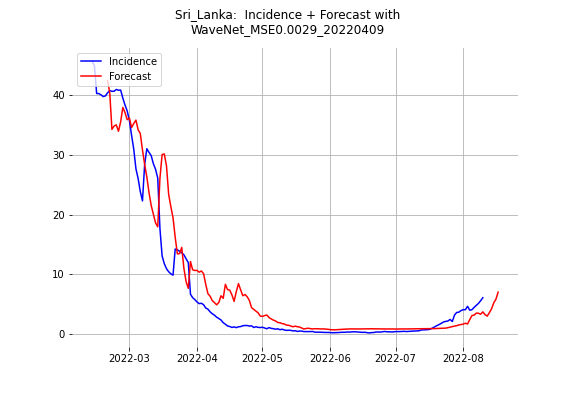 Sri_Lanka:  Incidence + Forecast with
WaveNet_MSE0.0029_20220409
Incidence
Forecast
40
30
20
10
0
2022-03
2022-04
2022-05
2022-06
2022-07
2022-08